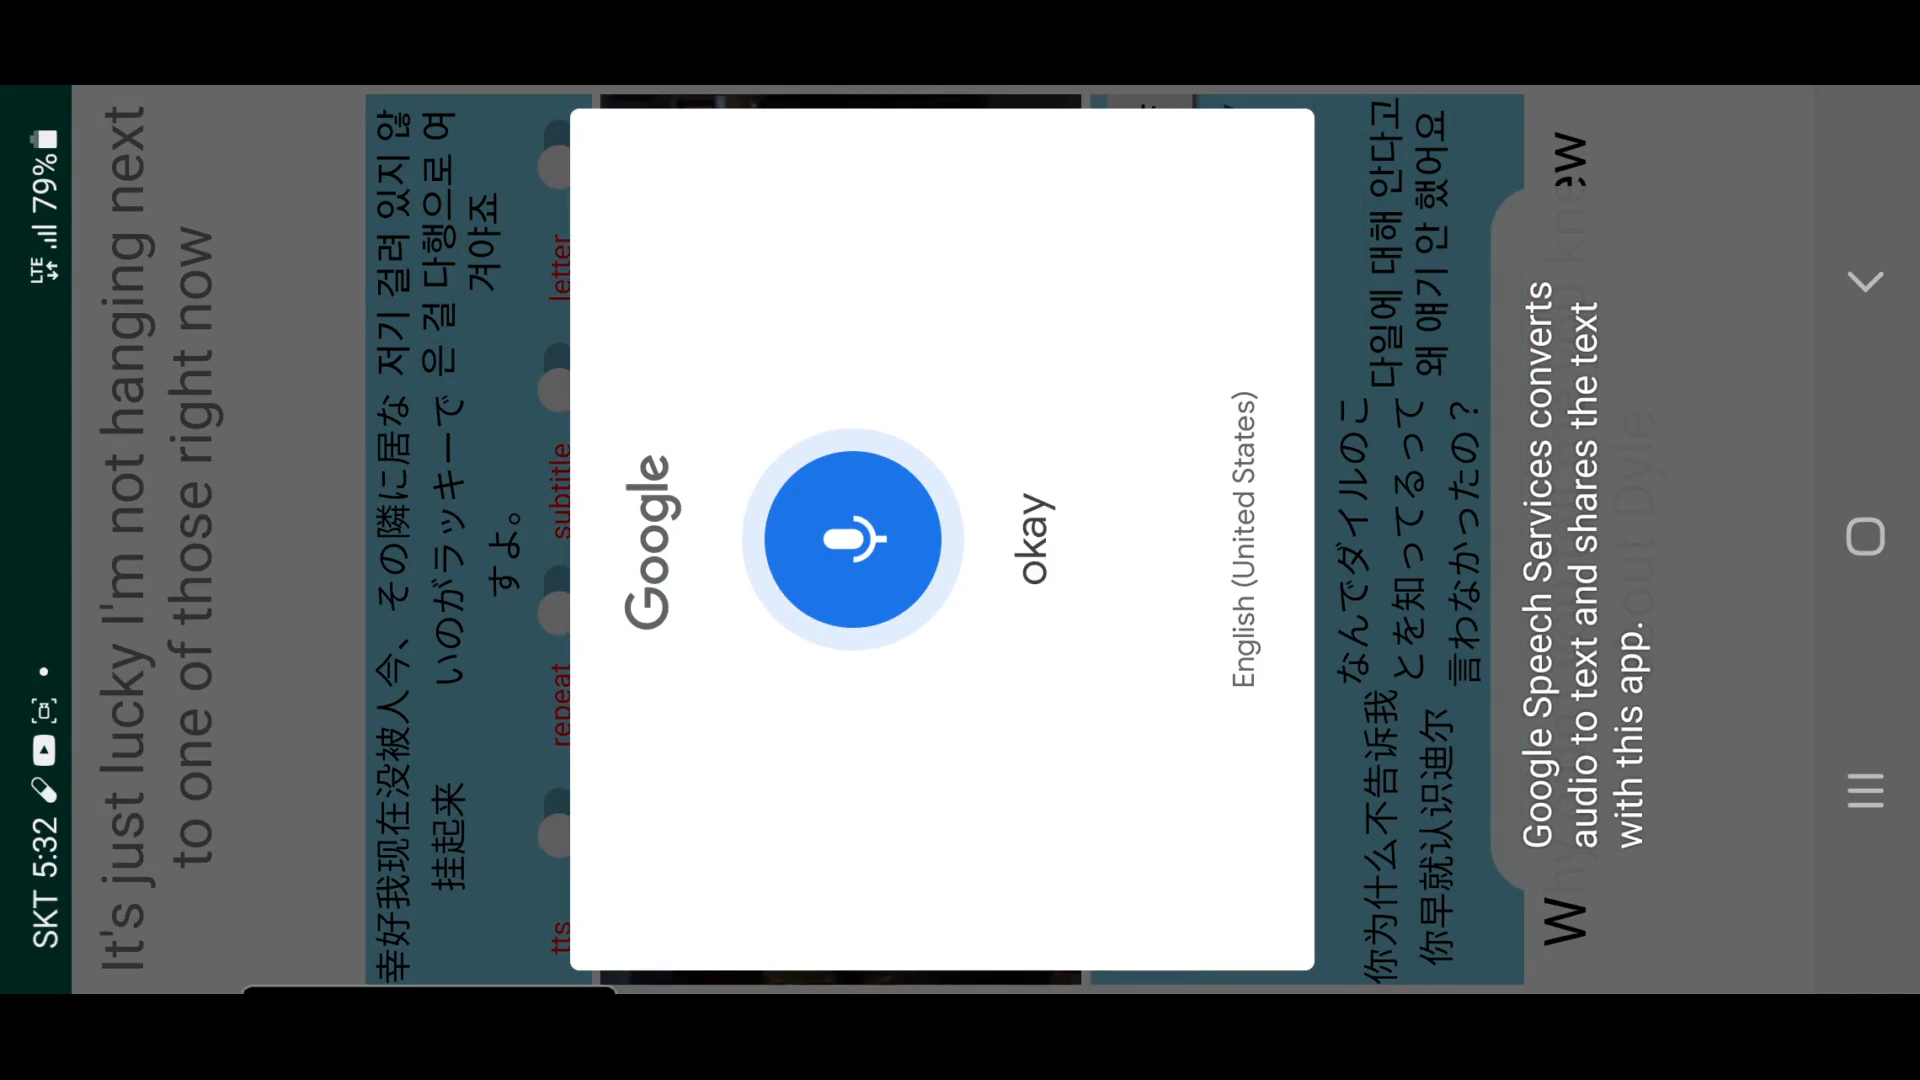 SKT 5:32
LTE
79%
It's just lucky I'm not hanging next
to one of those right now
幸好我现在没被人
挂起来
今、その隣に居な
いのがラッキーで
すよ。
저기 걸려 있지 않
은 걸 다행으로 여
겨야죠
tts
repeat
subtitle
letter
Google
okay
English (United States)
你为什么不告诉我
你早就认识迪尔
なんでダイルのこ
とを知ってるって
言わなかったの？
다일에 대해 안다고
왜 얘기 안 했어요
Google Speech Services converts
audio to text and shares the text
with this app.